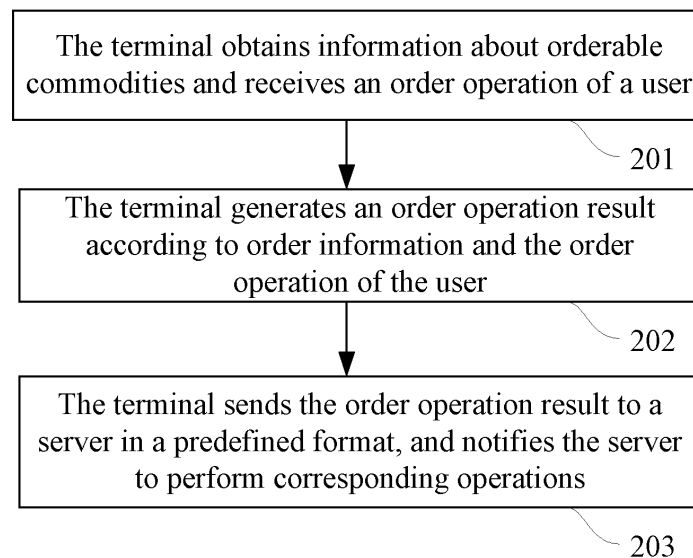 The terminal obtains information about orderable
commodities and receives an order operation of a user
201
The terminal generates an order operation result
according to order information and the order
operation of the user
202
The terminal sends the order operation result to a
server in a predefined format, and notifies the server
to perform corresponding operations
203